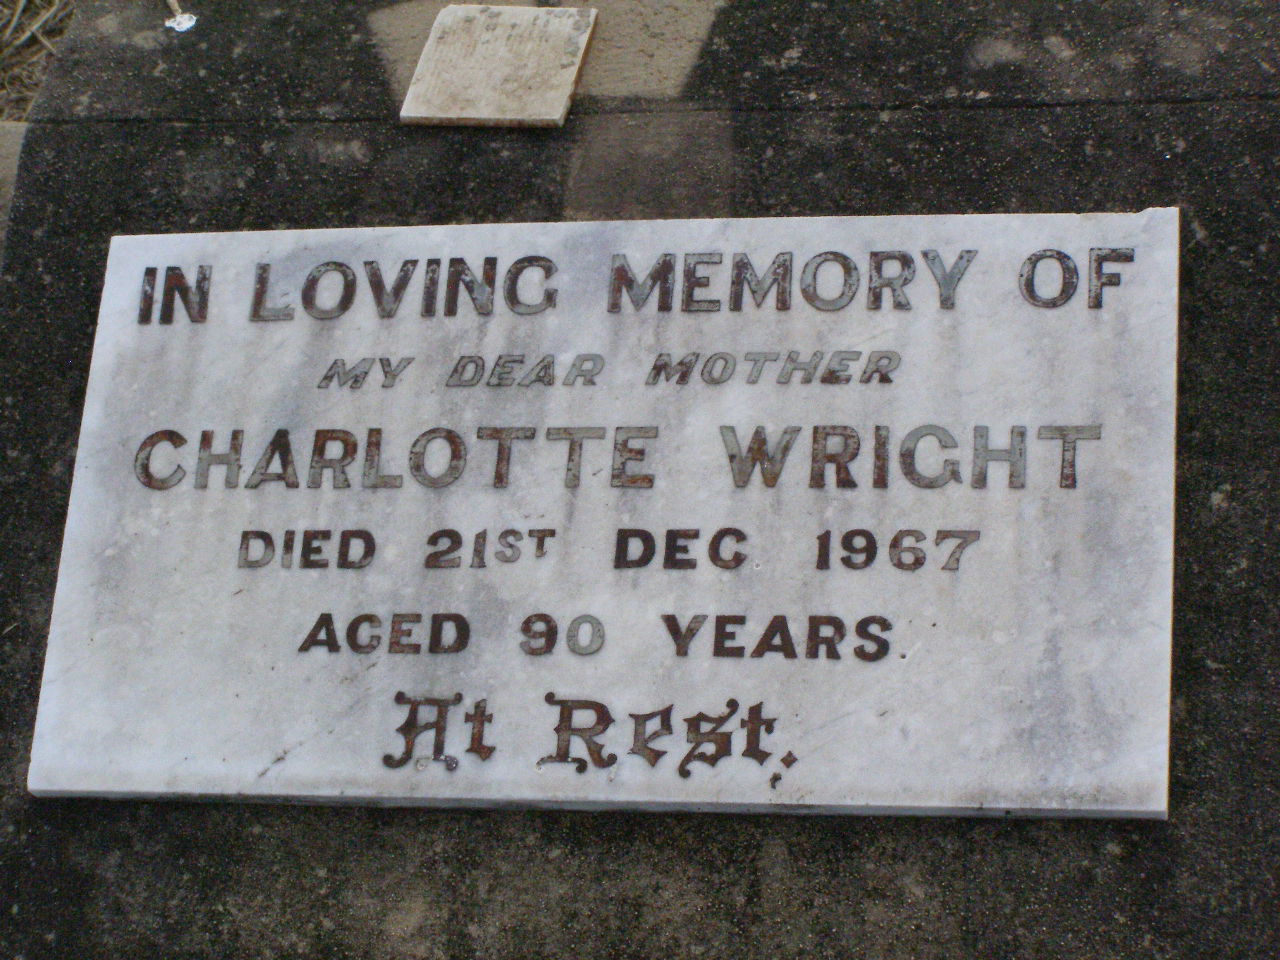 IN LOVING MEMORY OF
MY DEAR MOTHER
CHARLOTTE WRIGHT
DIED 21ST DEC 1967
AGED 90 YEARS.
At Rest.